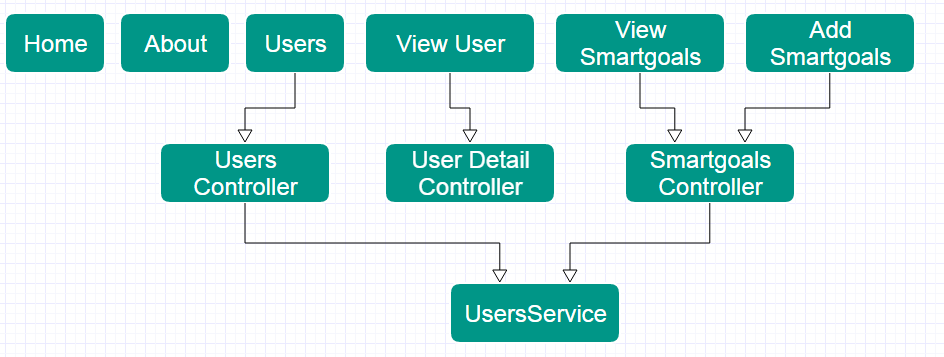 Home
About
Users
View User
View
Smartgoals
Add
Smartgoals
Users
Controller
User Detail
Controller
Smartgoals
Controller
UsersService